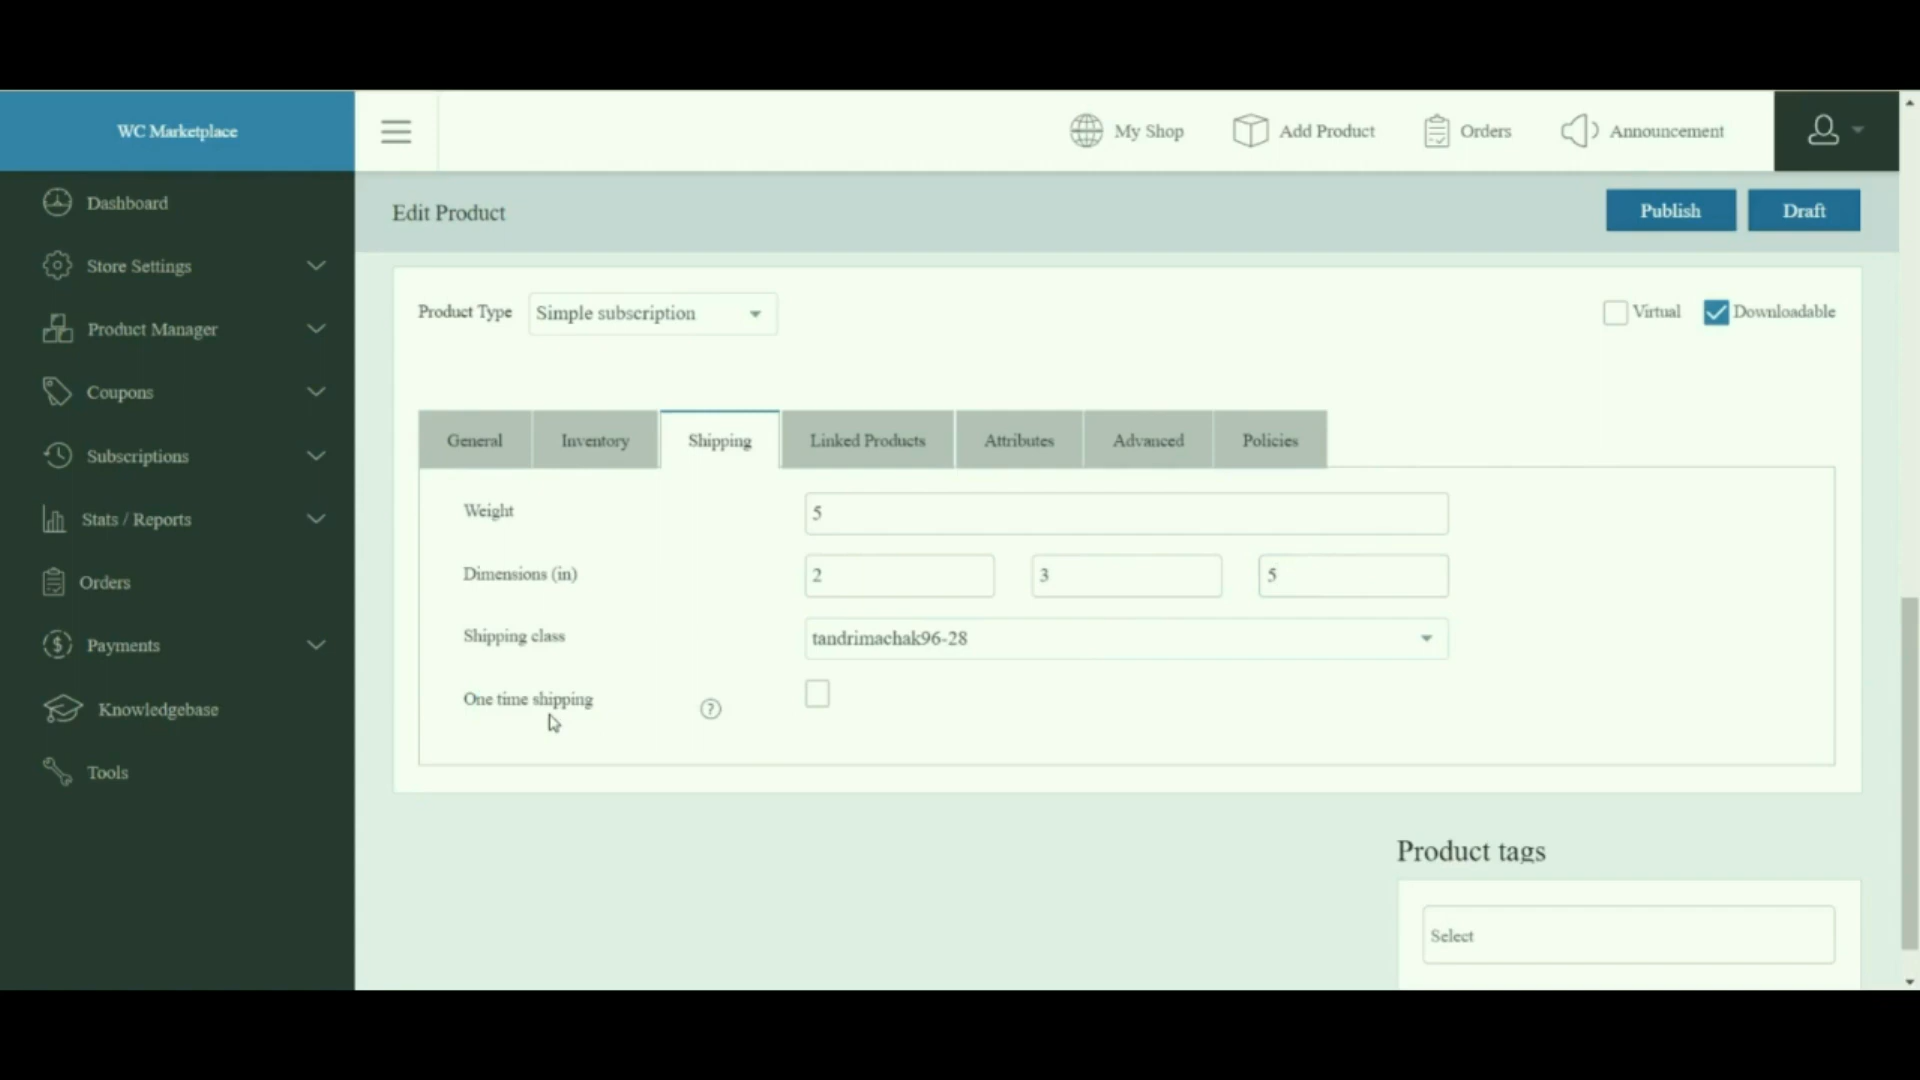 WC Marketplace
My Shop
Add Product
Orders
Announcement
Dashboard
Store Settings
Product Manager
Coupons
Subscriptions
Stats / Reports
Orders
Payments
Knowledgebase
Tools
Edit Product
Publish
Draft
Product Type
Simple subscription
Virtual
Downloadable
General
Inventory
Shipping
Linked Products
Attributes
Advanced
Policies
Weight
5
Dimensions (in)
2
3
5
Shipping class
tandrimachak96-28
One time shipping
?
Product tags
Select